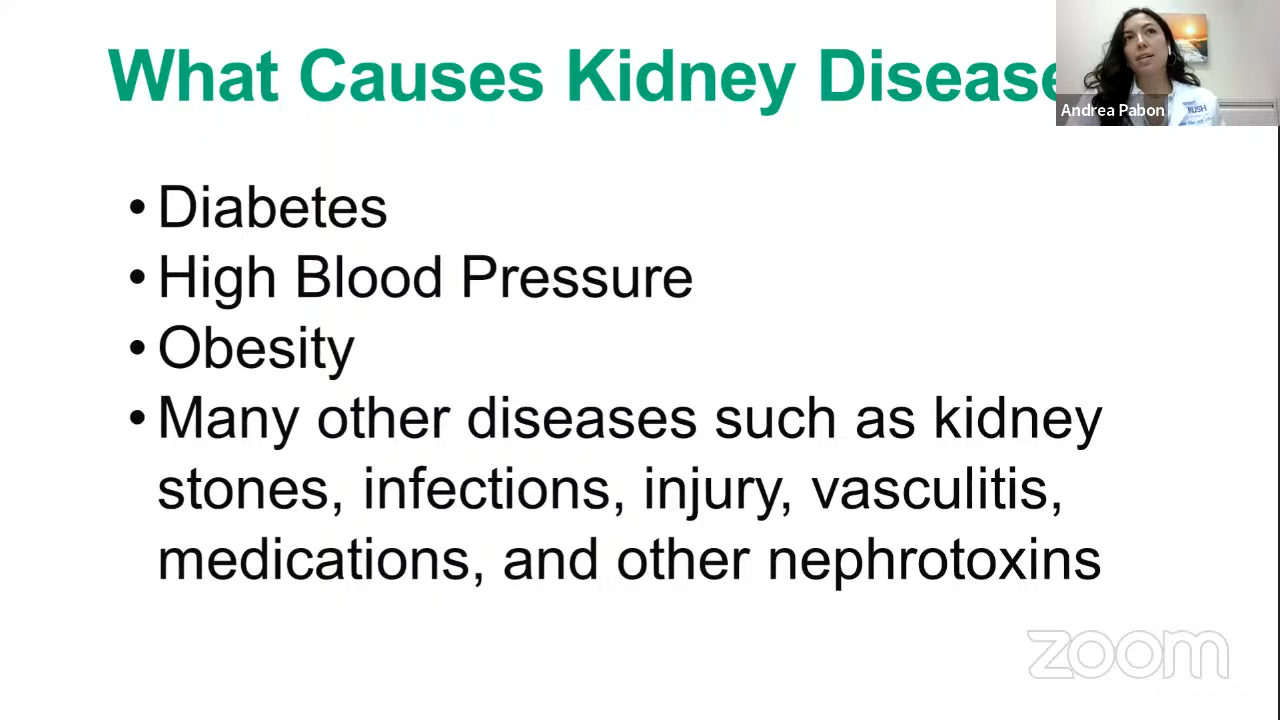 What Causes Kidney Disease
Andrea Pabon
RUSH
• Diabetes
• High Blood Pressure
• Obesity
• Many other diseases such as kidney
stones, infections, injury, vasculitis,
medications, and other nephrotoxins
zoom